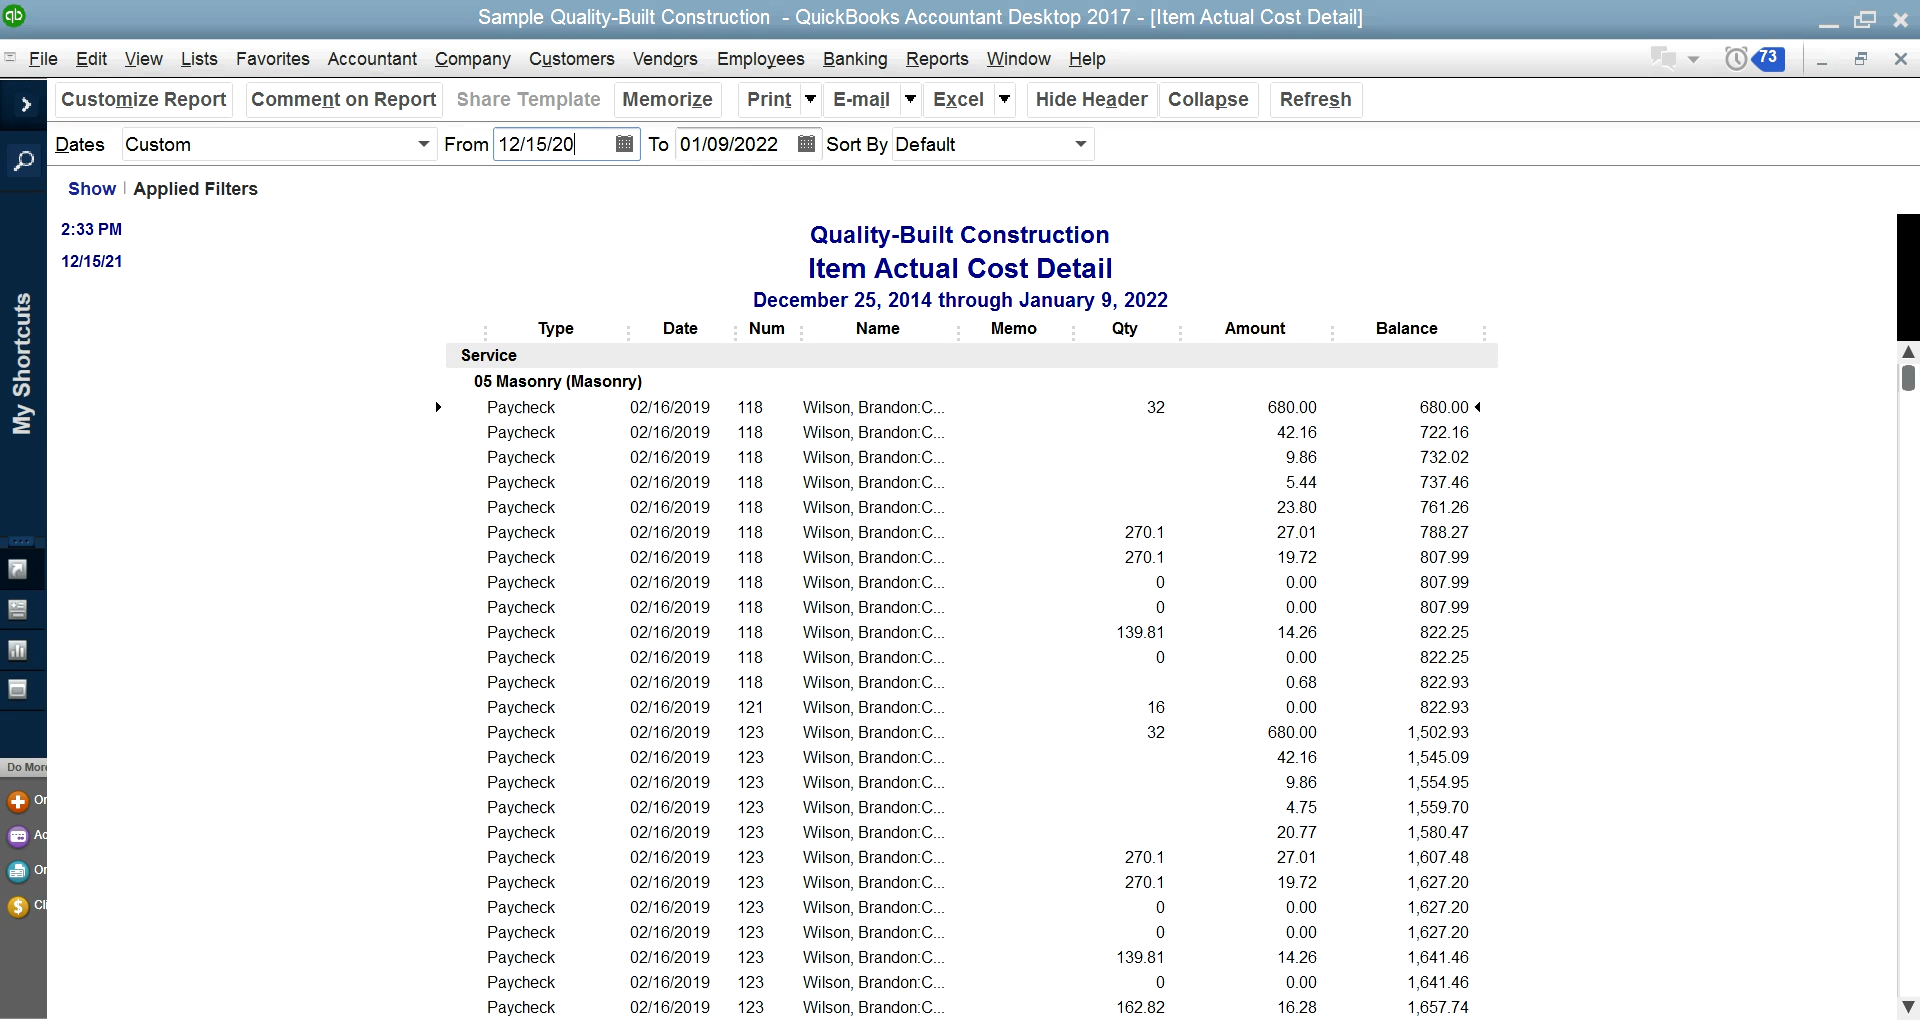 qb Sample Quality-Built Construction - QuickBooks Accountant Desktop 2017 - [Item Actual Cost Detail]
File Edit View Lists Favorites Accountant Company Customers Vendors Employees Banking Reports Window Help 73
Customize Report Comment on Report Share Template Memorize Print E-mail Excel Hide Header Collapse Refresh
Dates Custom From 12/15/20 To 01/09/2022 Sort By Default
Show Applied Filters
2:33 PM
12/15/21
Quality-Built Construction
Item Actual Cost Detail
December 25, 2014 through January 9, 2022
My Shortcuts
Do More
Or
Ac
Or
Cli
Type Date Num Name Memo Qty Amount Balance
Service
05 Masonry (Masonry)
Paycheck 02/16/2019 118 Wilson, Brandon:C... 32 680.00 680.00
Paycheck 02/16/2019 118 Wilson, Brandon:C... 42.16 722.16
Paycheck 02/16/2019 118 Wilson, Brandon:C... 9.86 732.02
Paycheck 02/16/2019 118 Wilson, Brandon:C... 5.44 737.46
Paycheck 02/16/2019 118 Wilson, Brandon:C... 23.80 761.26
Paycheck 02/16/2019 118 Wilson, Brandon:C... 270.1 27.01 788.27
Paycheck 02/16/2019 118 Wilson, Brandon:C... 270.1 19.72 807.99
Paycheck 02/16/2019 118 Wilson, Brandon:C... 0 0.00 807.99
Paycheck 02/16/2019 118 Wilson, Brandon:C... 0 0.00 807.99
Paycheck 02/16/2019 118 Wilson, Brandon:C... 139.81 14.26 822.25
Paycheck 02/16/2019 118 Wilson, Brandon:C... 0 0.00 822.25
Paycheck 02/16/2019 118 Wilson, Brandon:C... 0.68 822.93
Paycheck 02/16/2019 121 Wilson, Brandon:C... 16 0.00 822.93
Paycheck 02/16/2019 123 Wilson, Brandon:C... 32 680.00 1,502.93
Paycheck 02/16/2019 123 Wilson, Brandon:C... 42.16 1,545.09
Paycheck 02/16/2019 123 Wilson, Brandon:C... 9.86 1,554.95
Paycheck 02/16/2019 123 Wilson, Brandon:C... 4.75 1,559.70
Paycheck 02/16/2019 123 Wilson, Brandon:C... 20.77 1,580.47
Paycheck 02/16/2019 123 Wilson, Brandon:C... 270.1 27.01 1,607.48
Paycheck 02/16/2019 123 Wilson, Brandon:C... 270.1 19.72 1,627.20
Paycheck 02/16/2019 123 Wilson, Brandon:C... 0 0.00 1,627.20
Paycheck 02/16/2019 123 Wilson, Brandon:C... 0 0.00 1,627.20
Paycheck 02/16/2019 123 Wilson, Brandon:C... 139.81 14.26 1,641.46
Paycheck 02/16/2019 123 Wilson, Brandon:C... 0 0.00 1,641.46
Paycheck 02/16/2019 123 Wilson, Brandon:C... 162.82 16.28 1,657.74